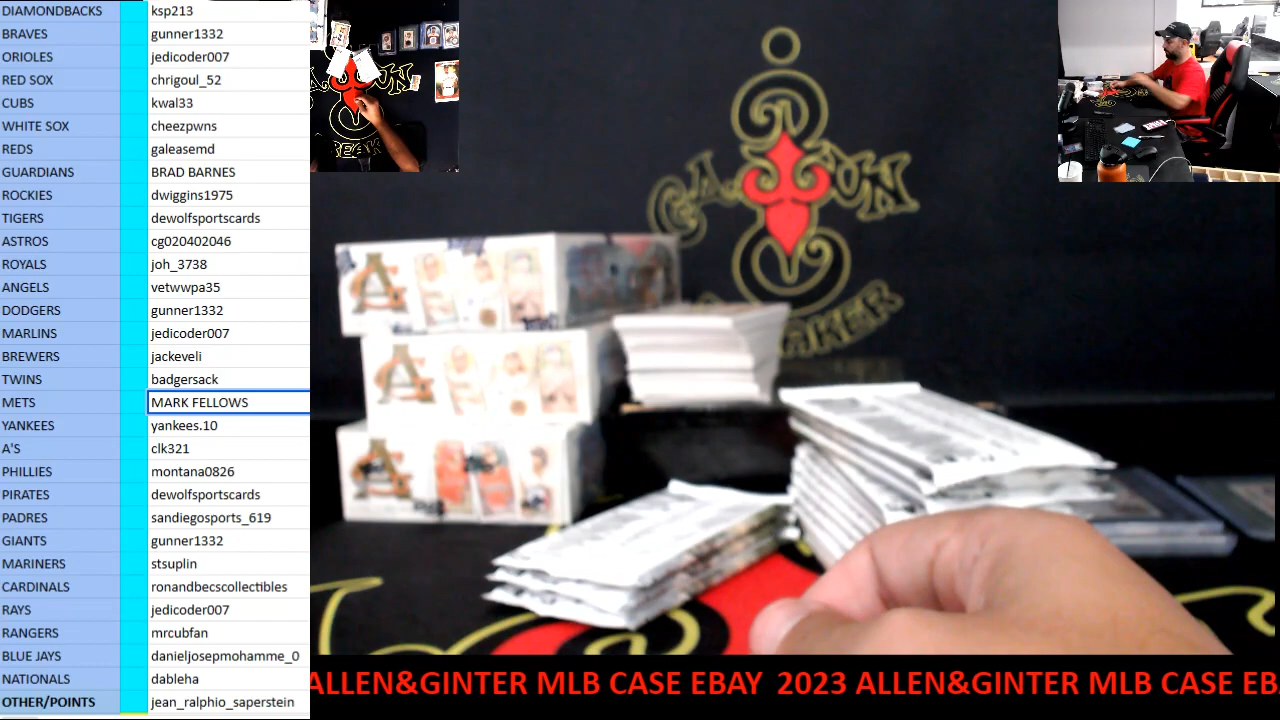 DIAMONDBACKS ksp213
BRAVES gunner1332
ORIOLES jedicoder007
RED SOX chrigoul_52
CUBS kwal33
WHITE SOX cheezpwns
REDS galeasemd
GUARDIANS BRAD BARNES
ROCKIES dwiggins1975
TIGERS dewolfsportscards
ASTROS cg020402046
ROYALS joh_3738
ANGELS vetwwpa35
DODGERS gunner1332
MARLINS jedicoder007
BREWERS jackeveli
TWINS badgersack
METS MARK FELLOWS
YANKEES yankees.10
A'S clk321
PHILLIES montana0826
PIRATES dewolfsportscards
PADRES sandiegosports_619
GIANTS gunner1332
MARINERS stsuplin
CARDINALS ronandbecscollectibles
RAYS jedicoder007
RANGERS mrcubfan
BLUE JAYS danieljosepmohamme_0
NATIONALS dableha
OTHER/POINTS jean_ralphio_saperstein
ALLEN&GINTER MLB CASE EBAY 2023 ALLEN&GINTER MLB CASE EB